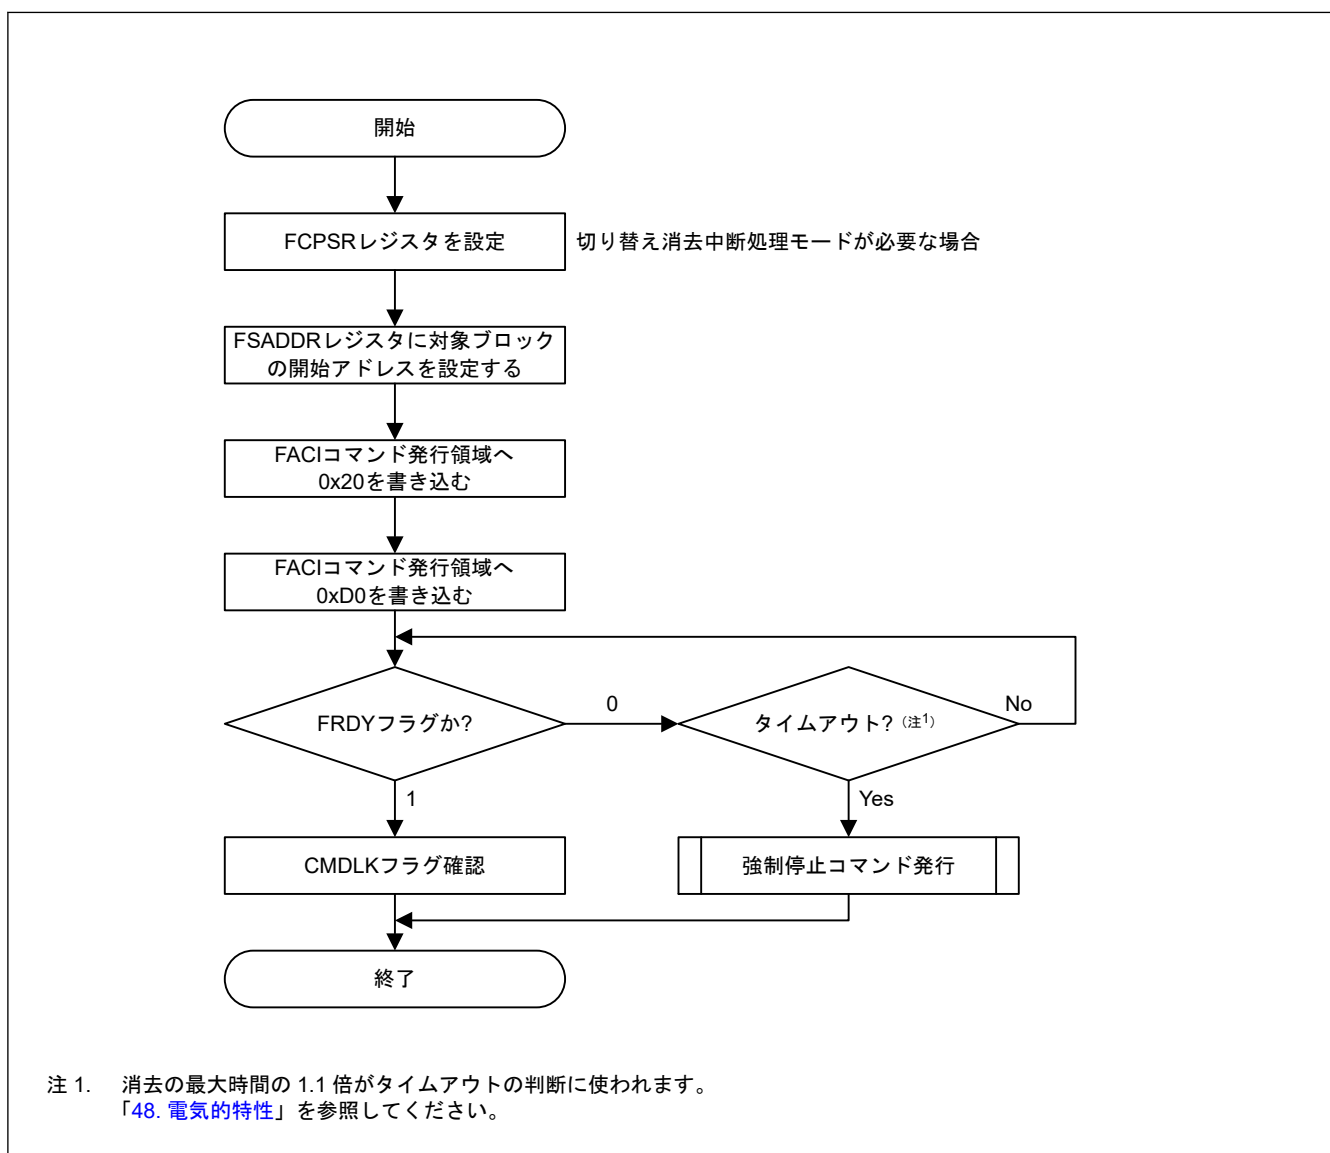 開始
FCPSRレジスタを設定
切り替え消去中断処理モードが必要な場合
FSADDRレジスタに対象ブロック
の開始アドレスを設定する
FACIコマンド発行領域へ
0x20を書き込む
FACIコマンド発行領域へ
0xD0を書き込む
FRDYフラグか?
0
タイムアウト?（注1）
No
1
Yes
CMDLKフラグ確認
強制停止コマンド発行
終了
注 1. 消去の最大時間の 1.1 倍がタイムアウトの判断に使われます。
「48. 電気的特性」を参照してください。